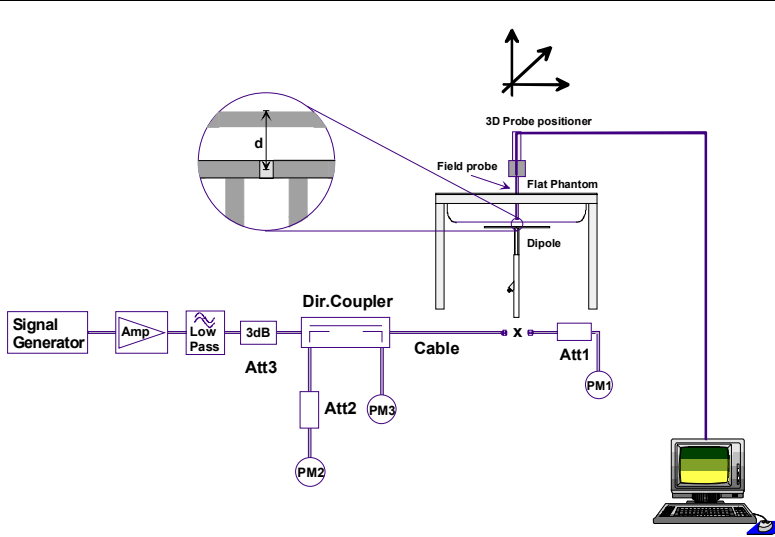 3D Probe positioner
d
Field probe
Flat Phantom
Dipole
Dir.Coupler
Signal
Generator
Amp
Low
Pass
3dB
Cable
x
Att1
Att3
PM1
Att2
PM3
PM2